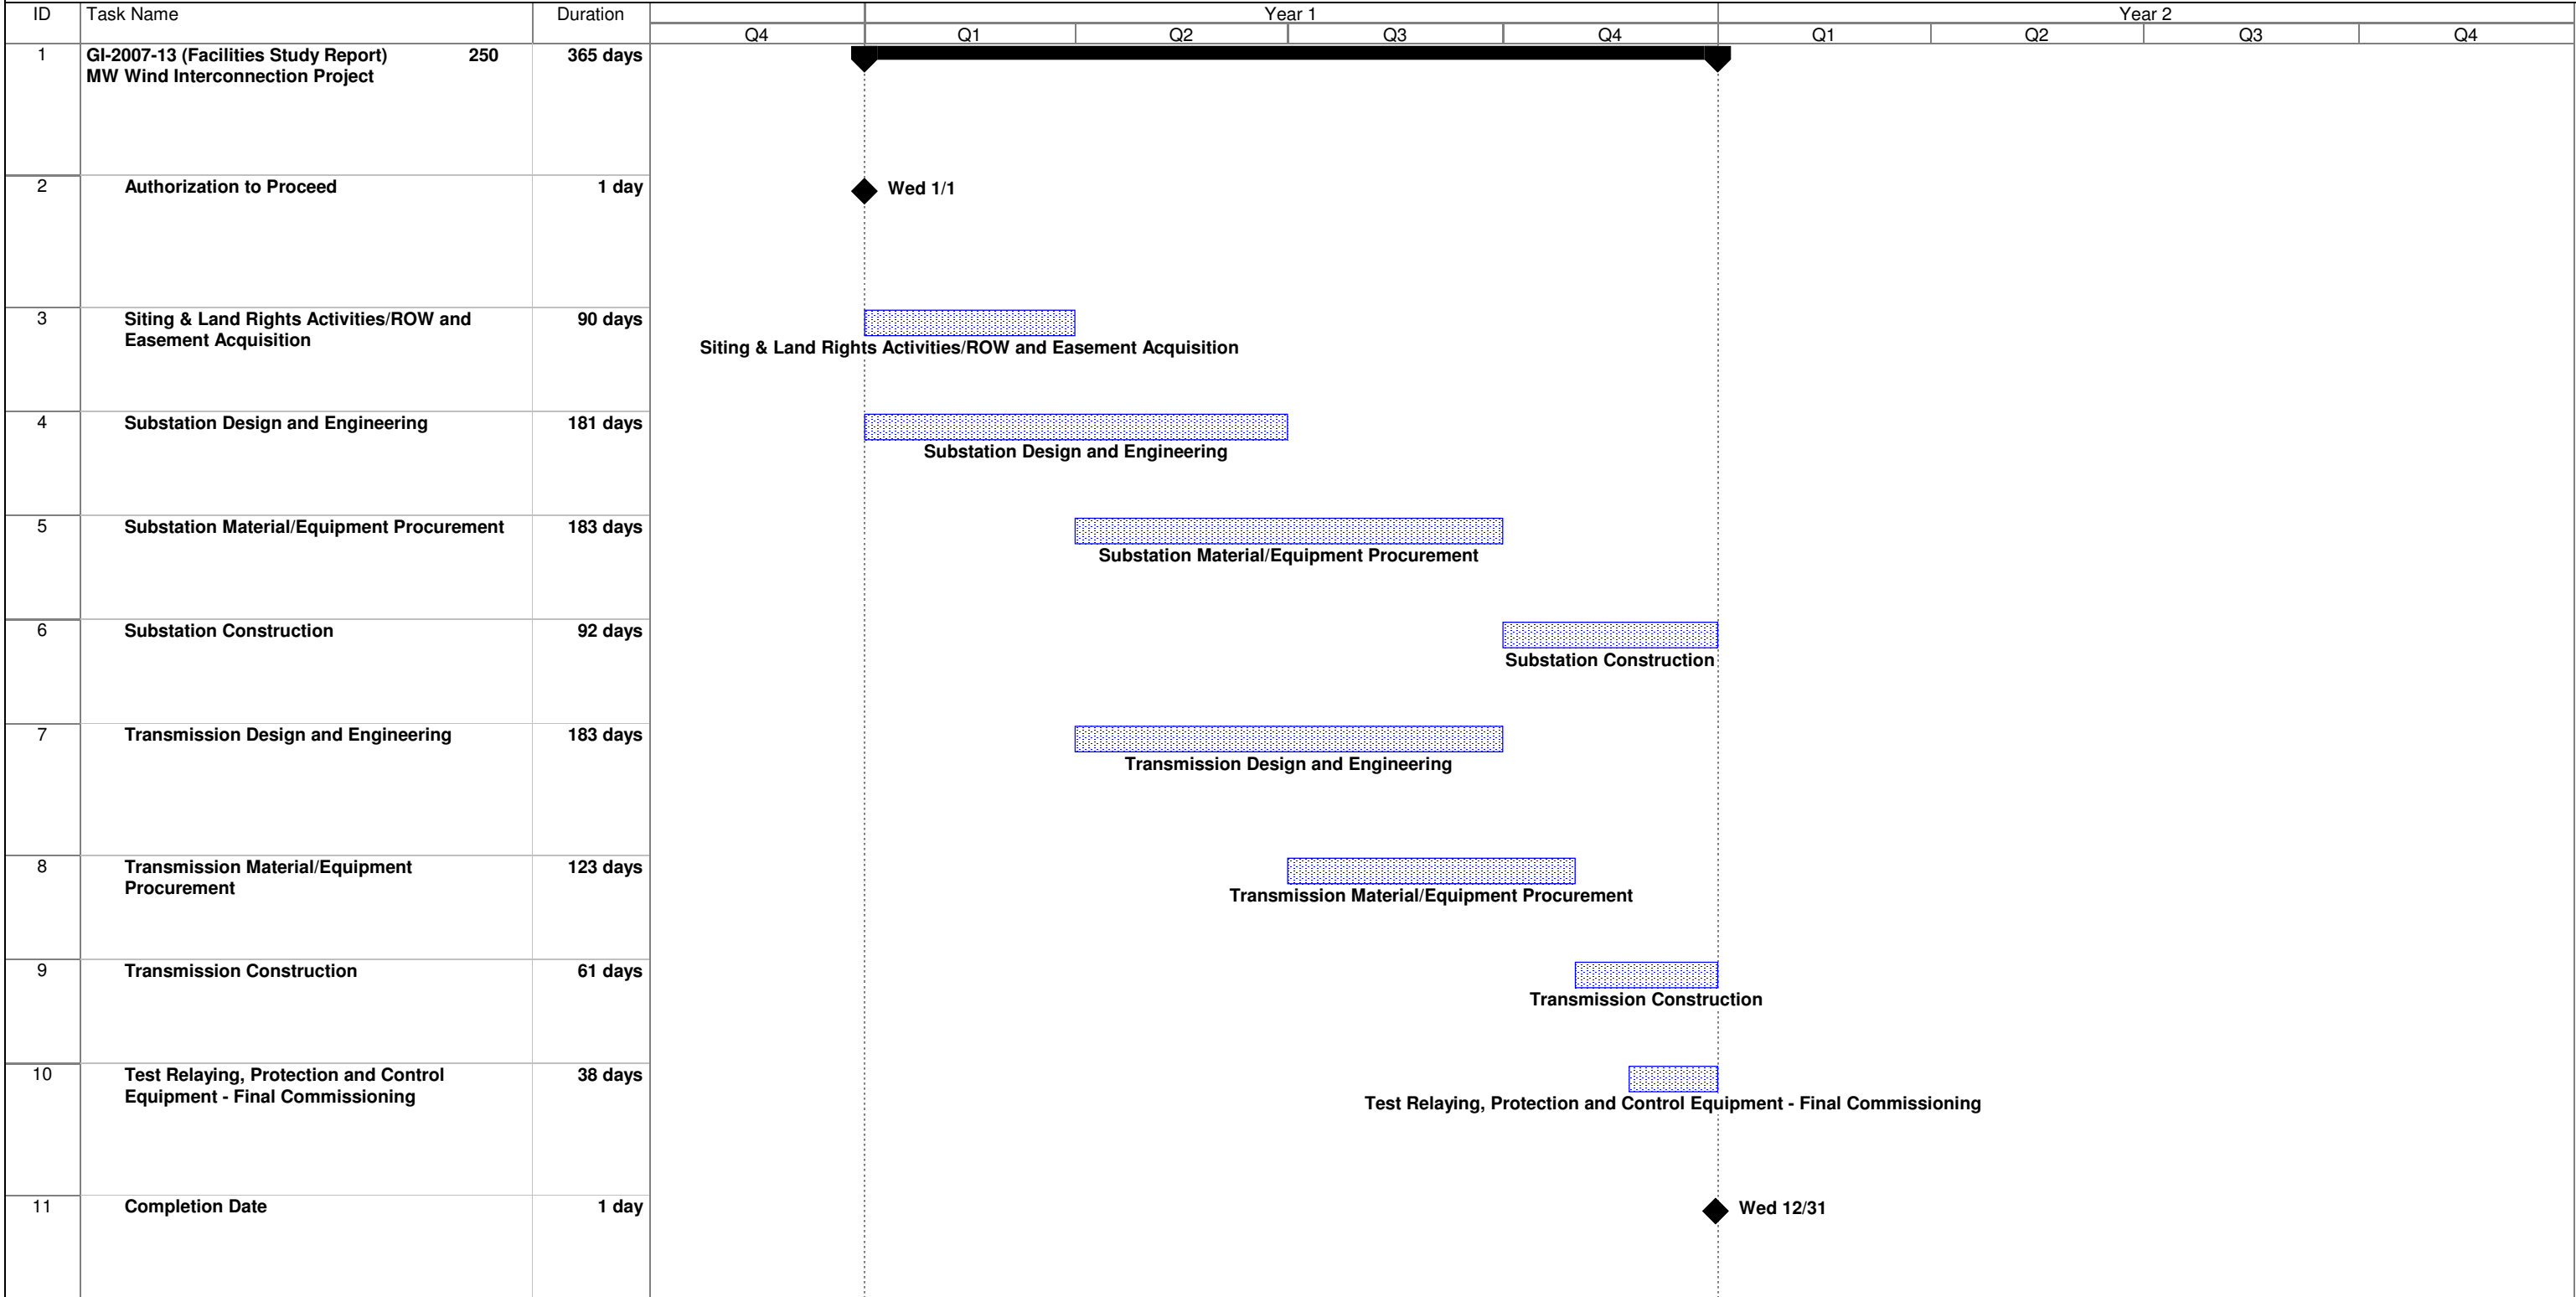 ID Task Name Duration Year 1 Year 2
Q4 Q1 Q2 Q3 Q4 Q1 Q2 Q3 Q4
1 GI-2007-13 (Facilities Study Report) 250 365 days
MW Wind Interconnection Project
2 Authorization to Proceed 1 day Wed 1/1
3 Siting & Land Rights Activities/ROW and 90 days
Easement Acquisition
Siting & Land Rights Activities/ROW and Easement Acquisition
4 Substation Design and Engineering 181 days
Substation Design and Engineering
5 Substation Material/Equipment Procurement 183 days
Substation Material/Equipment Procurement
6 Substation Construction 92 days
Substation Construction
7 Transmission Design and Engineering 183 days
Transmission Design and Engineering
8 Transmission Material/Equipment 123 days
Procurement
Transmission Material/Equipment Procurement
9 Transmission Construction 61 days
Transmission Construction
10 Test Relaying, Protection and Control 38 days
Equipment - Final Commissioning
Test Relaying, Protection and Control Equipment - Final Commissioning
11 Completion Date 1 day Wed 12/31